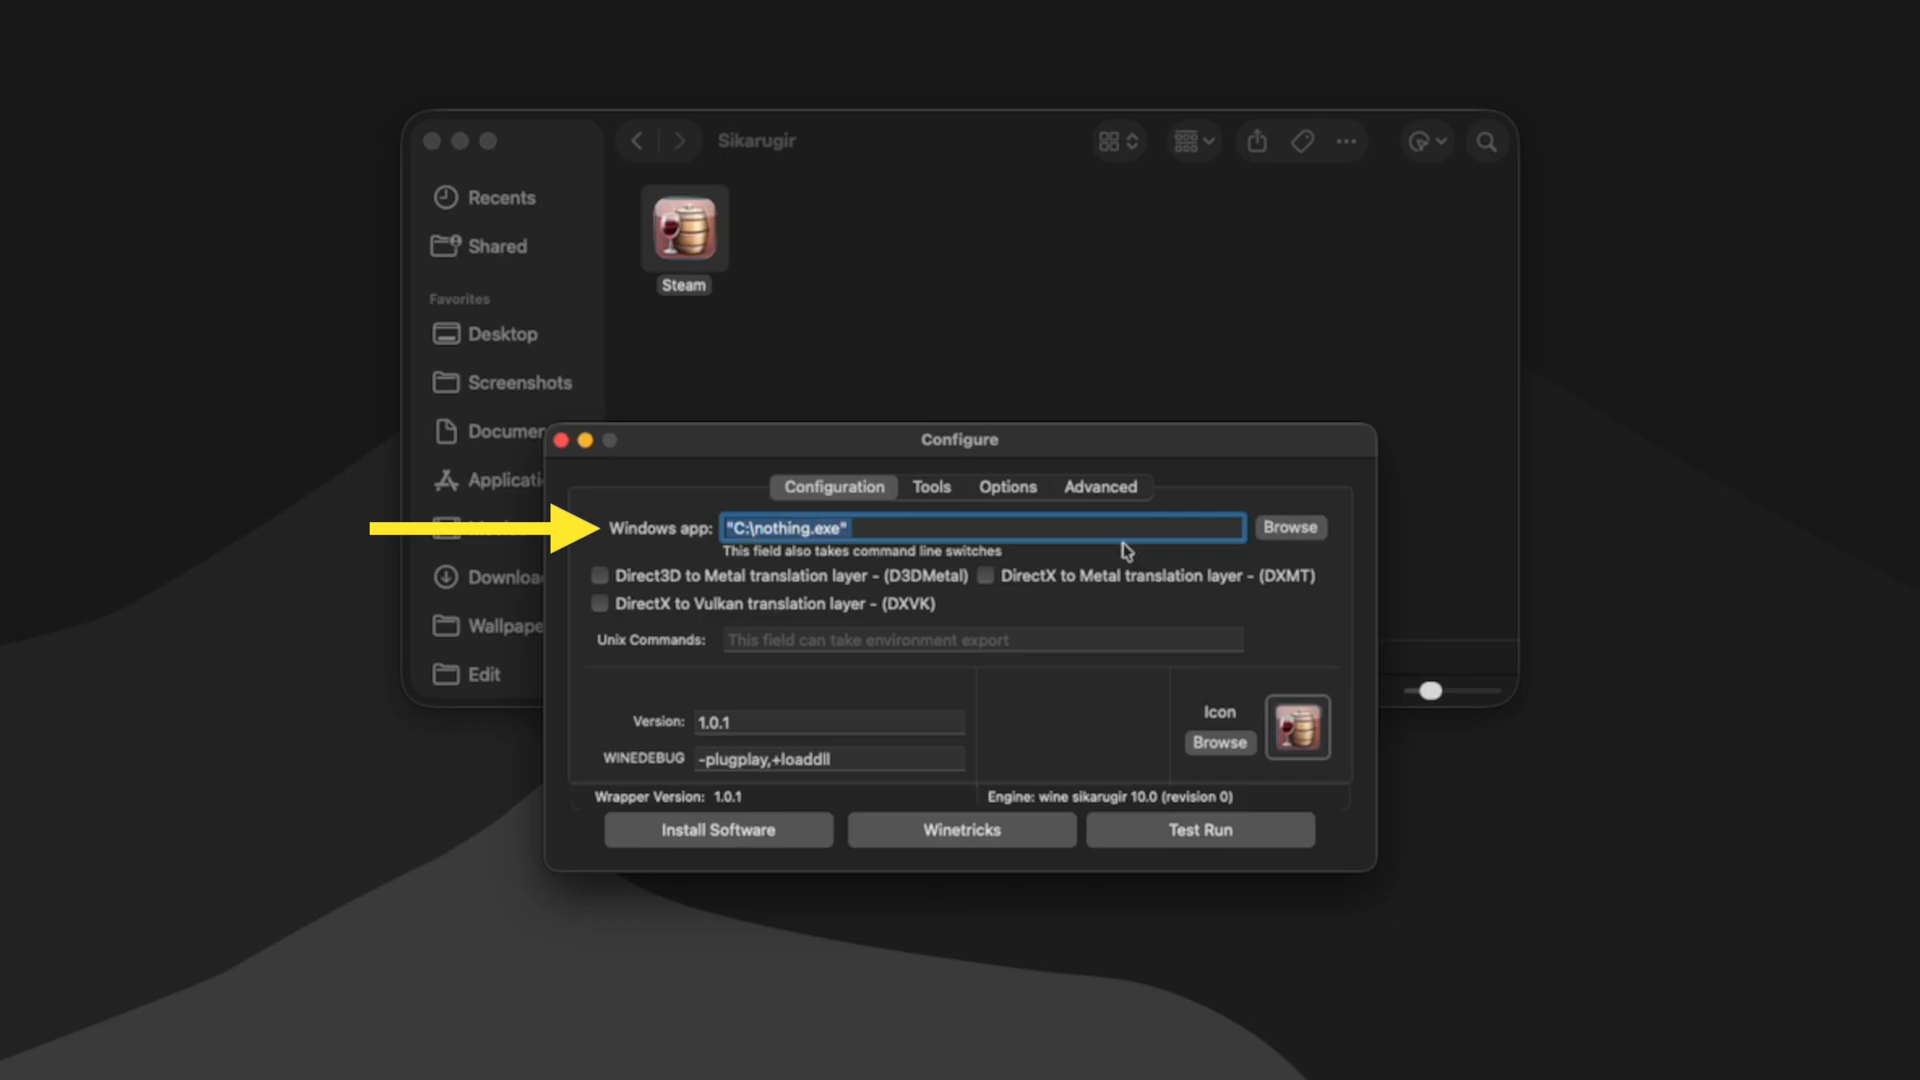 Sikarugir
Recents
Shared
Steam
Favorites
Desktop
Screenshots
Documen
Configure
Applicati
Configuration Tools Options Advanced
Windows app: "C:\nothing.exe" Browse
This field also takes command line switches
Direct3D to Metal translation layer - (D3DMetal) DirectX to Metal translation layer - (DXMT)
Downloa
DirectX to Vulkan translation layer - (DXVK)
Wallpape
Unix Commands: This field can take environment export
Edit
Icon
Version: 1.0.1
Browse
WINEDEBUG -plugplay,+loaddll
Wrapper Version: 1.0.1 Engine: wine sikarugir 10.0 (revision 0)
Install Software Winetricks Test Run